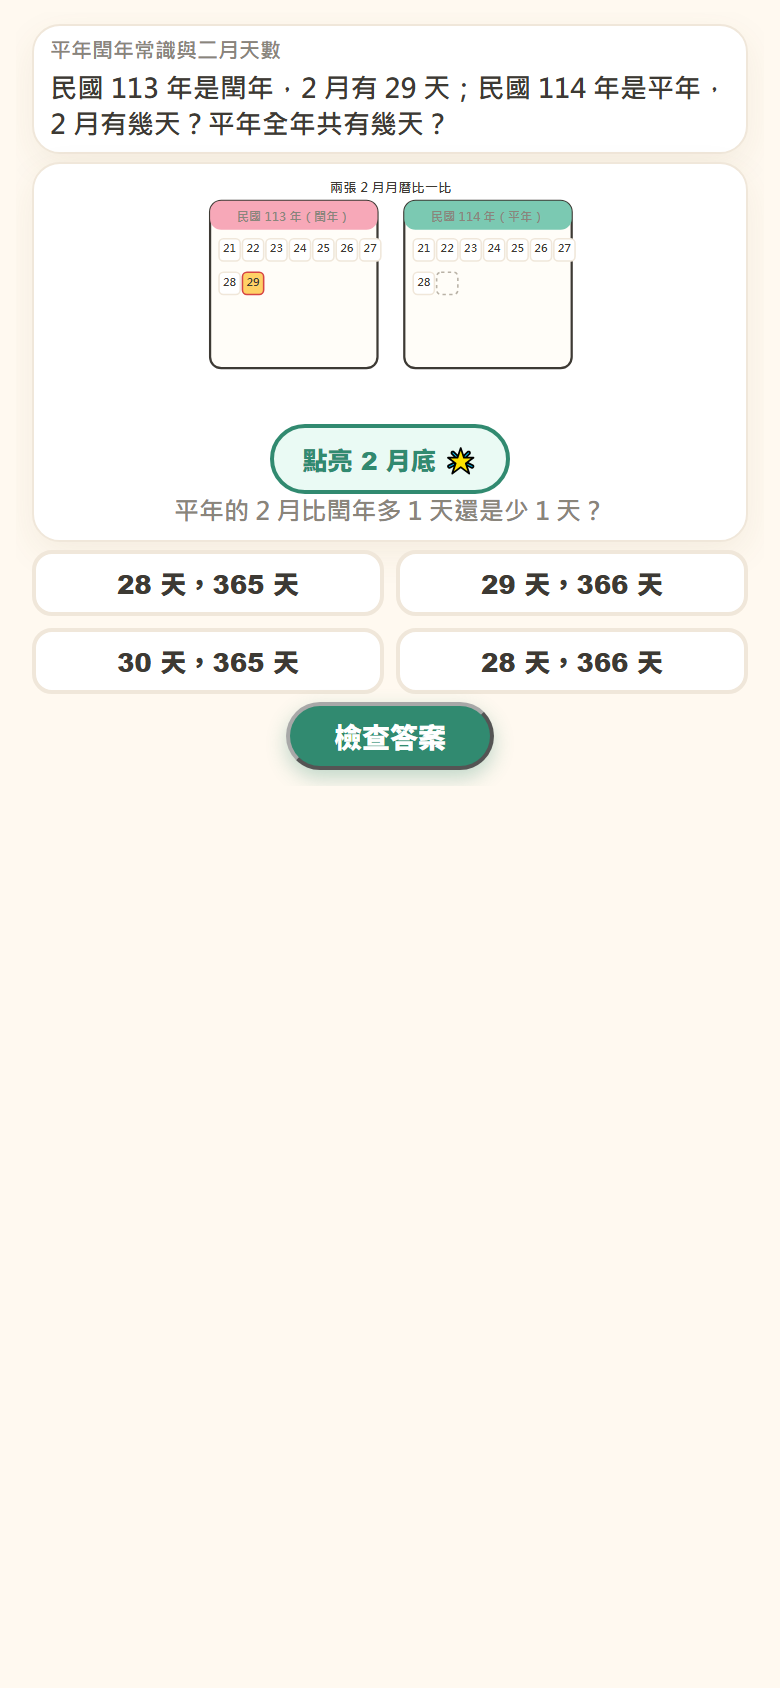 平年閏年常識與二月天數
民國 113 年是閏年，2 月有 29 天；民國 114 年是平年，
2 月有幾天？平年全年共有幾天？
兩張 2 月月曆比一比
民國 113 年（閏年） 民國 114 年（平年）
21 22 23 24 25 26 27 21 22 23 24 25 26 27
28 29 28
點亮 2 月底
平年的 2 月比閏年多 1 天還是少 1 天？
28 天，365 天 29 天，366 天
30 天，365 天 28 天，366 天
檢查答案